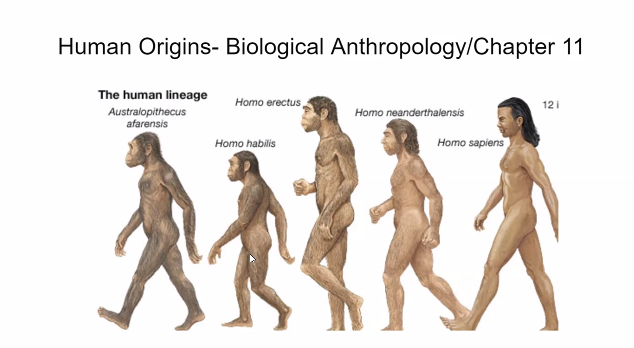 Human Origins- Biological Anthropology/Chapter 11
The human lineage
Australopithecus
afarensis
Homo habilis
Homo erectus
Homo neanderthalensis
Homo sapiens
12 i